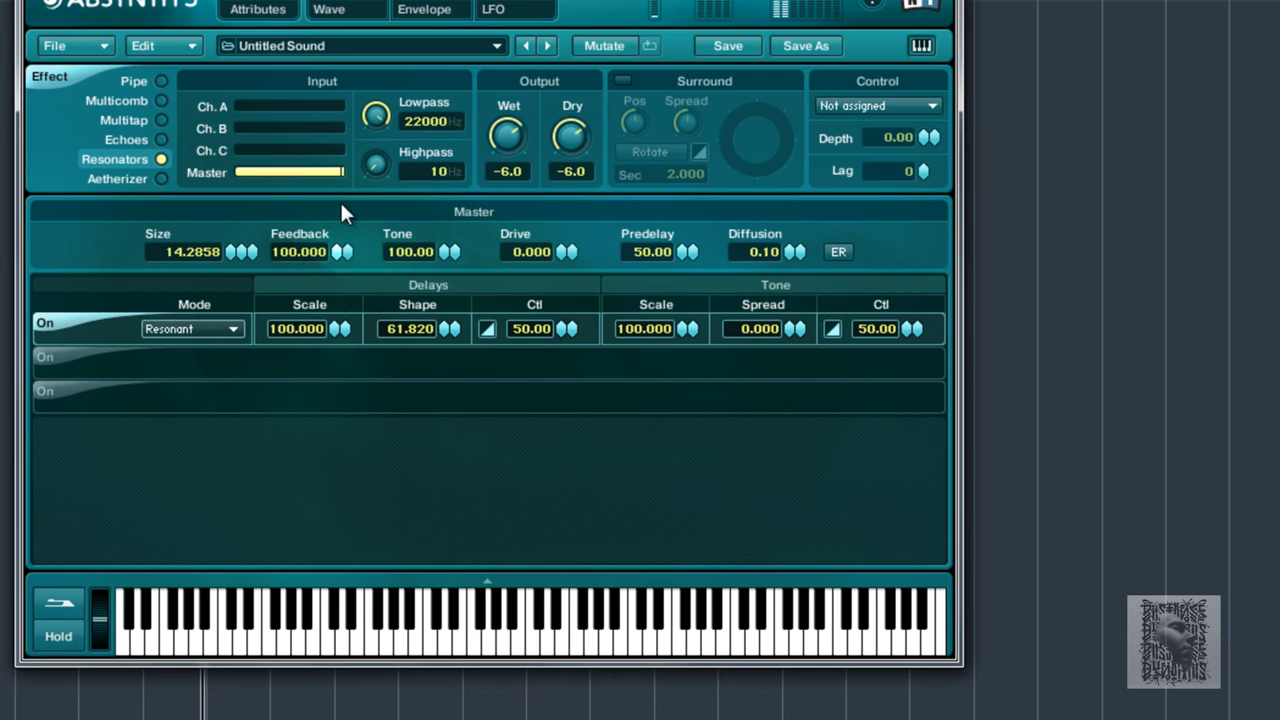 ABSYNTH 5
Attributes Wave Envelope LFO
File Edit Untitled Sound Mutate Save Save As
Effect
Pipe
Multicomb
Multitap
Echoes
Resonators
Aetherizer
Input
Ch. A
Ch. B
Ch. C
Master
Lowpass
22000Hz
Highpass
10Hz
Output
Wet Dry
-6.0 -6.0
Surround
Pos Spread
Rotate
Sec 2.000
Control
Not assigned
Depth 0.00
Lag 0
Master
Size Feedback Tone Drive Predelay Diffusion
14.2858 100.000 100.00 0.000 50.00 0.10 ER
Delays Tone
Mode Scale Shape Ctl Scale Spread Ctl
On Resonant 100.000 61.820 50.00 100.000 0.000 50.00
On
On
Hold